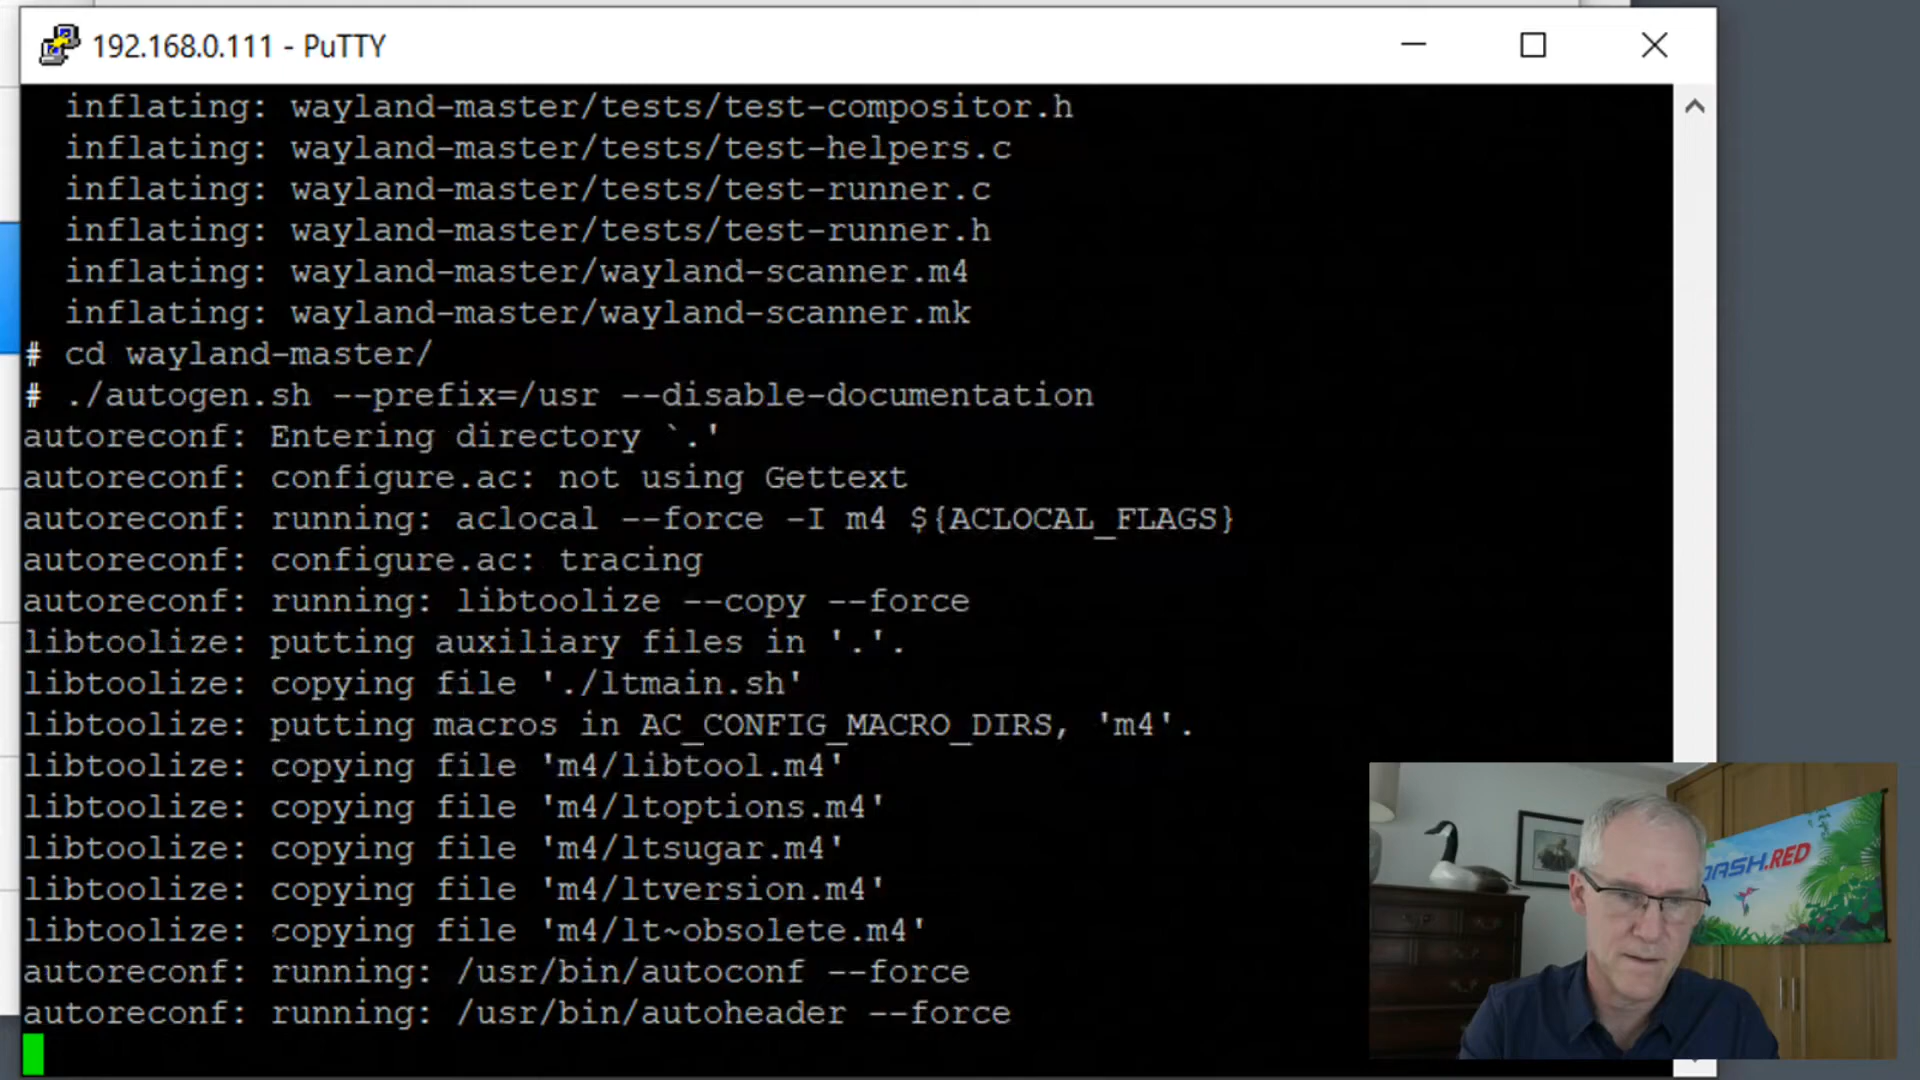 192.168.0.111 - PuTTY
inflating: wayland-master/tests/test-compositor.h
inflating: wayland-master/tests/test-helpers.c
inflating: wayland-master/tests/test-runner.c
inflating: wayland-master/tests/test-runner.h
inflating: wayland-master/wayland-scanner.m4
inflating: wayland-master/wayland-scanner.mk
# cd wayland-master/
# ./autogen.sh --prefix=/usr --disable-documentation
autoreconf: Entering directory `.'
autoreconf: configure.ac: not using Gettext
autoreconf: running: aclocal --force -I m4 ${ACLOCAL_FLAGS}
autoreconf: configure.ac: tracing
autoreconf: running: libtoolize --copy --force
libtoolize: putting auxiliary files in '.'.
libtoolize: copying file './ltmain.sh'
libtoolize: putting macros in AC_CONFIG_MACRO_DIRS, 'm4'.
libtoolize: copying file 'm4/libtool.m4'
libtoolize: copying file 'm4/ltoptions.m4'
libtoolize: copying file 'm4/ltsugar.m4'
libtoolize: copying file 'm4/ltversion.m4'
libtoolize: copying file 'm4/lt~obsolete.m4'
autoreconf: running: /usr/bin/autoconf --force
autoreconf: running: /usr/bin/autoheader --force
DASH.RED